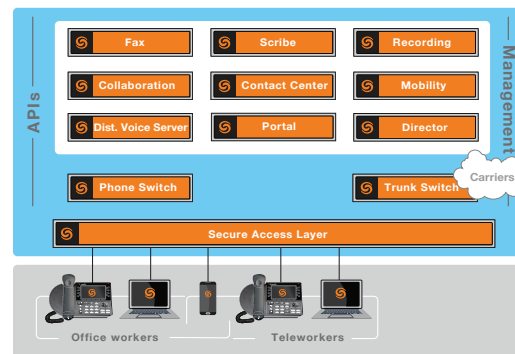 Fax
Scribe
Recording
Collaboration
Contact Center
Mobility
Dist. Voice Server
Portal
Director
APIs
Management
Carriers
Phone Switch
Trunk Switch
Secure Access Layer
Office workers
Teleworkers